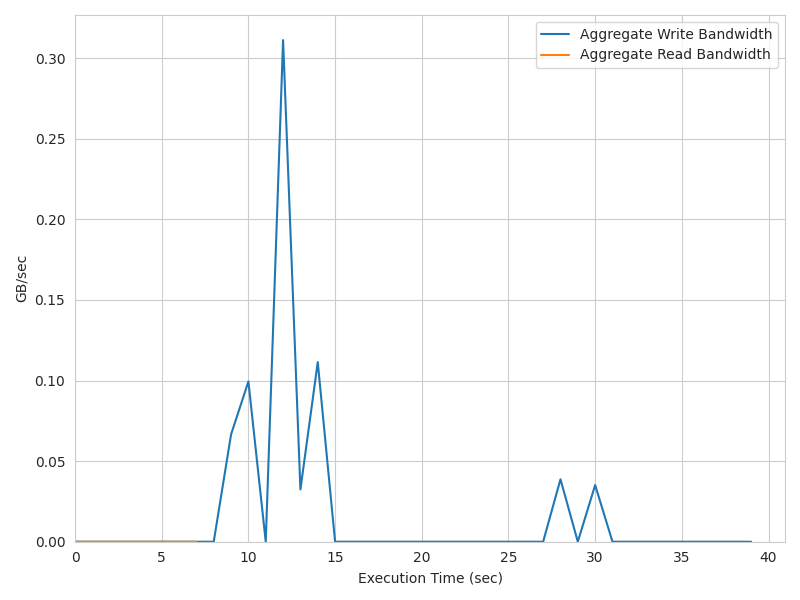 Aggregate Write Bandwidth
Aggregate Read Bandwidth
0.30
0.25
0.20
0.15
0.10
0.05
0.00
GB/sec
0 5 10 15 20 25 30 35 40
Execution Time (sec)